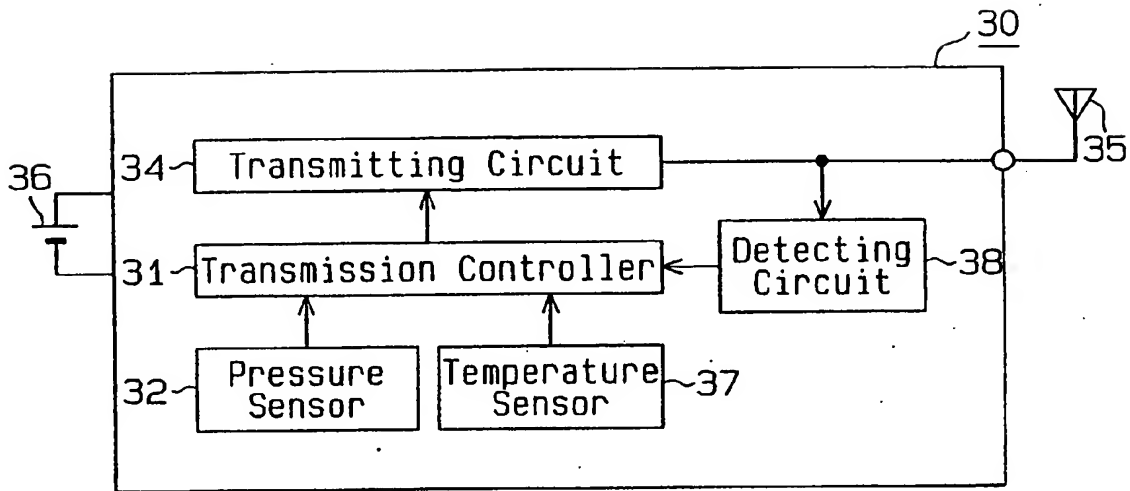 30
35
36
34
Transmitting Circuit
31
Transmission Controller
Detecting
Circuit
38
32
Pressure
Sensor
Temperature
Sensor
37